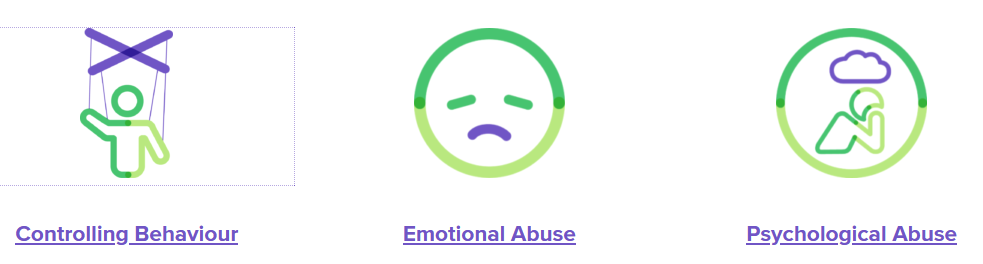 Controlling Behaviour
Emotional Abuse
Psychological Abuse